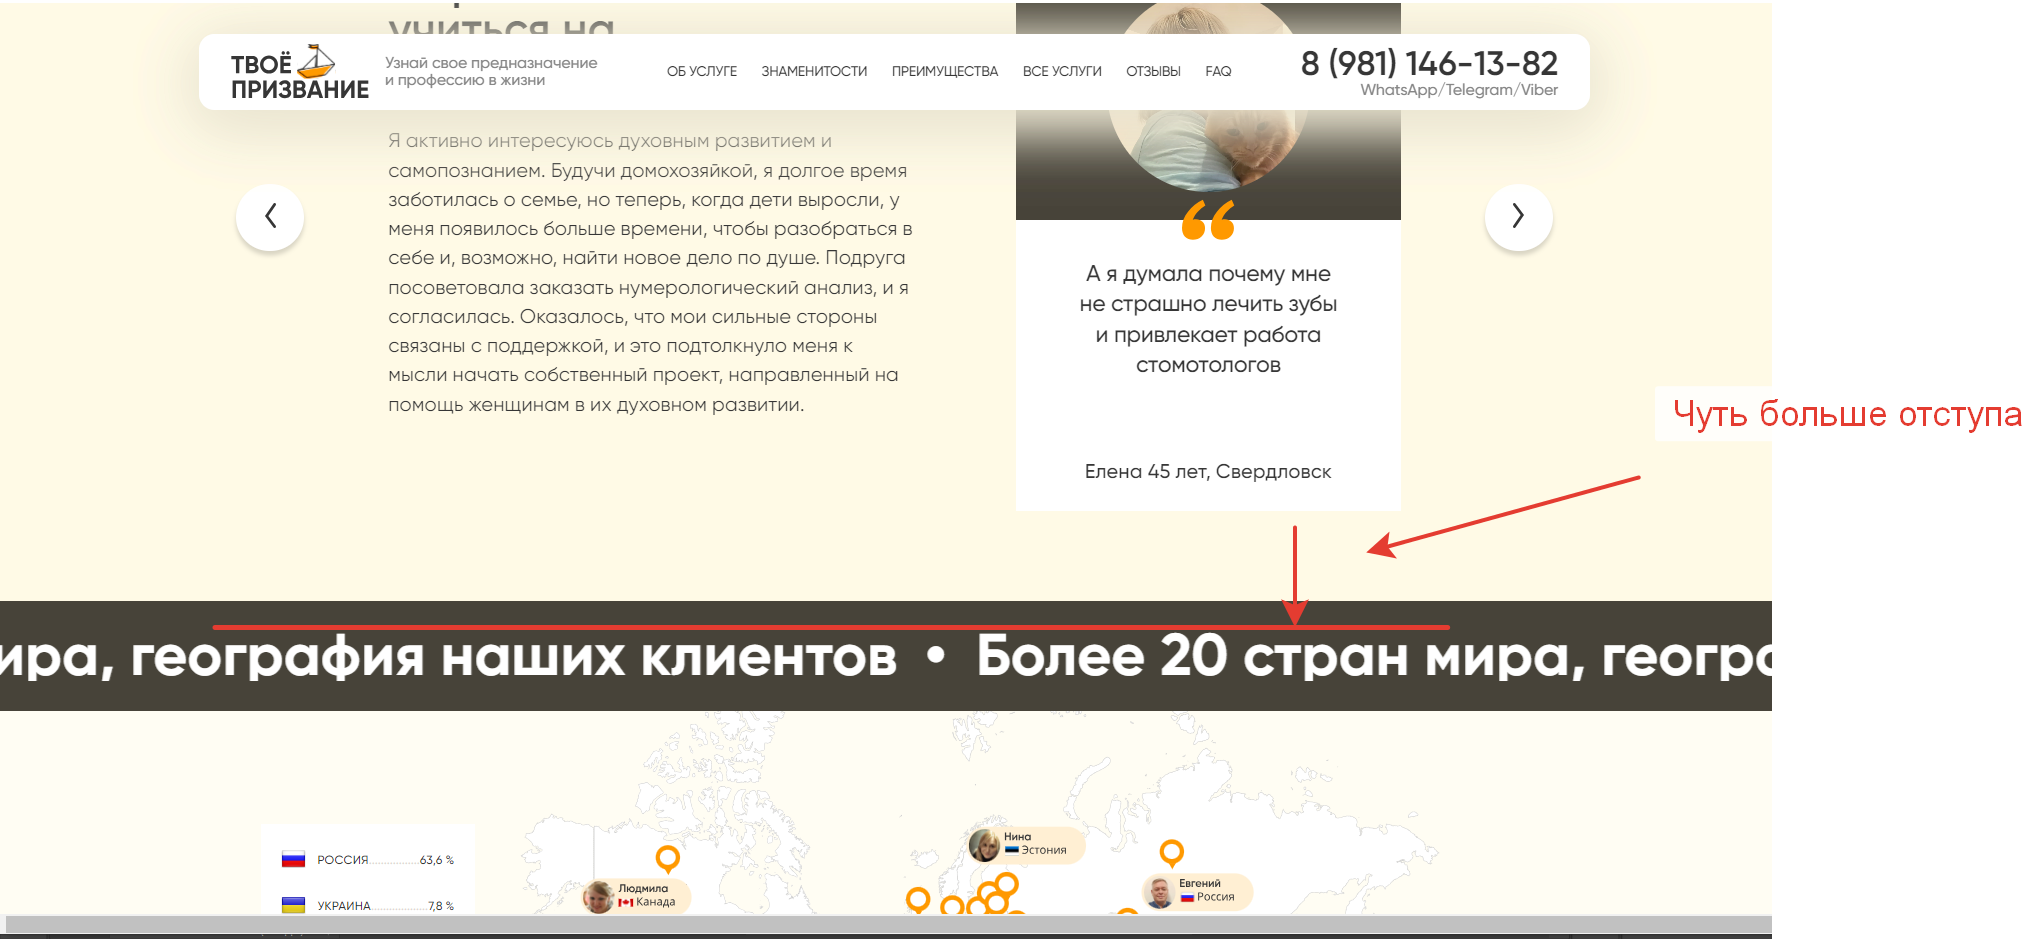 учиться на
ТВОЁ
ПРИЗВАНИЕ
Узнай свое предназначение
и профессию в жизни
ОБ УСЛУГЕ ЗНАМЕНИТОСТИ ПРЕИМУЩЕСТВА ВСЕ УСЛУГИ ОТЗЫВЫ FAQ
8 (981) 146-13-82
WhatsApp/Telegram/Viber
Я активно интересуюсь духовным развитием и
самопознанием. Будучи домохозяйкой, я долгое время
заботилась о семье, но теперь, когда дети выросли, у
меня появилось больше времени, чтобы разобраться в
себе и, возможно, найти новое дело по душе. Подруга
посоветовала заказать нумерологический анализ, и я
согласилась. Оказалось, что мои сильные стороны
связаны с поддержкой, и это подтолкнуло меня к
мысли начать собственный проект, направленный на
помощь женщинам в их духовном развитии.
“
А я думала почему мне
не страшно лечить зубы
и привлекает работа
стомотологов
Елена 45 лет, Свердловск
Чуть больше отступа
ира, география наших клиентов • Более 20 стран мира, геогра
РОССИЯ 63,6 %
УКРАИНА 7,8 %
Людмила
Канада
Нина
Эстония
Евгений
Россия